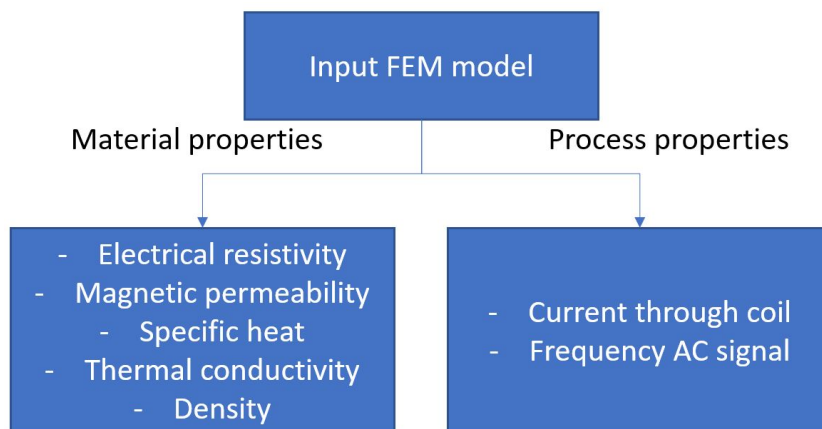 Input FEM model
Material properties
Process properties
- Electrical resistivity
- Magnetic permeability
- Specific heat
- Thermal conductivity
- Density
- Current through coil
- Frequency AC signal